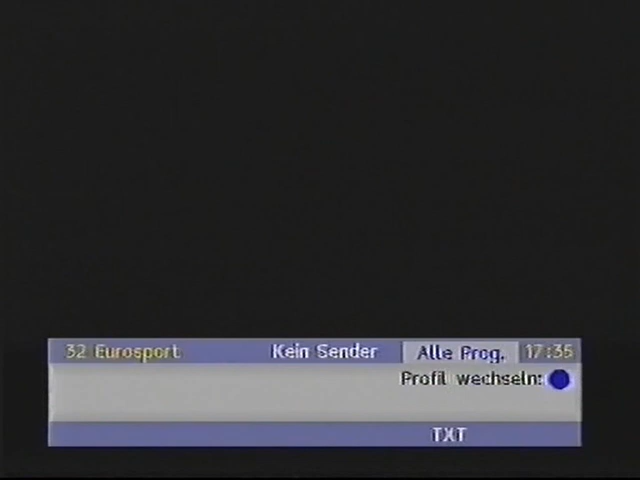 32 Eurosport Kein Sender Alle Prog. 17:35
Profil wechseln:
TXT